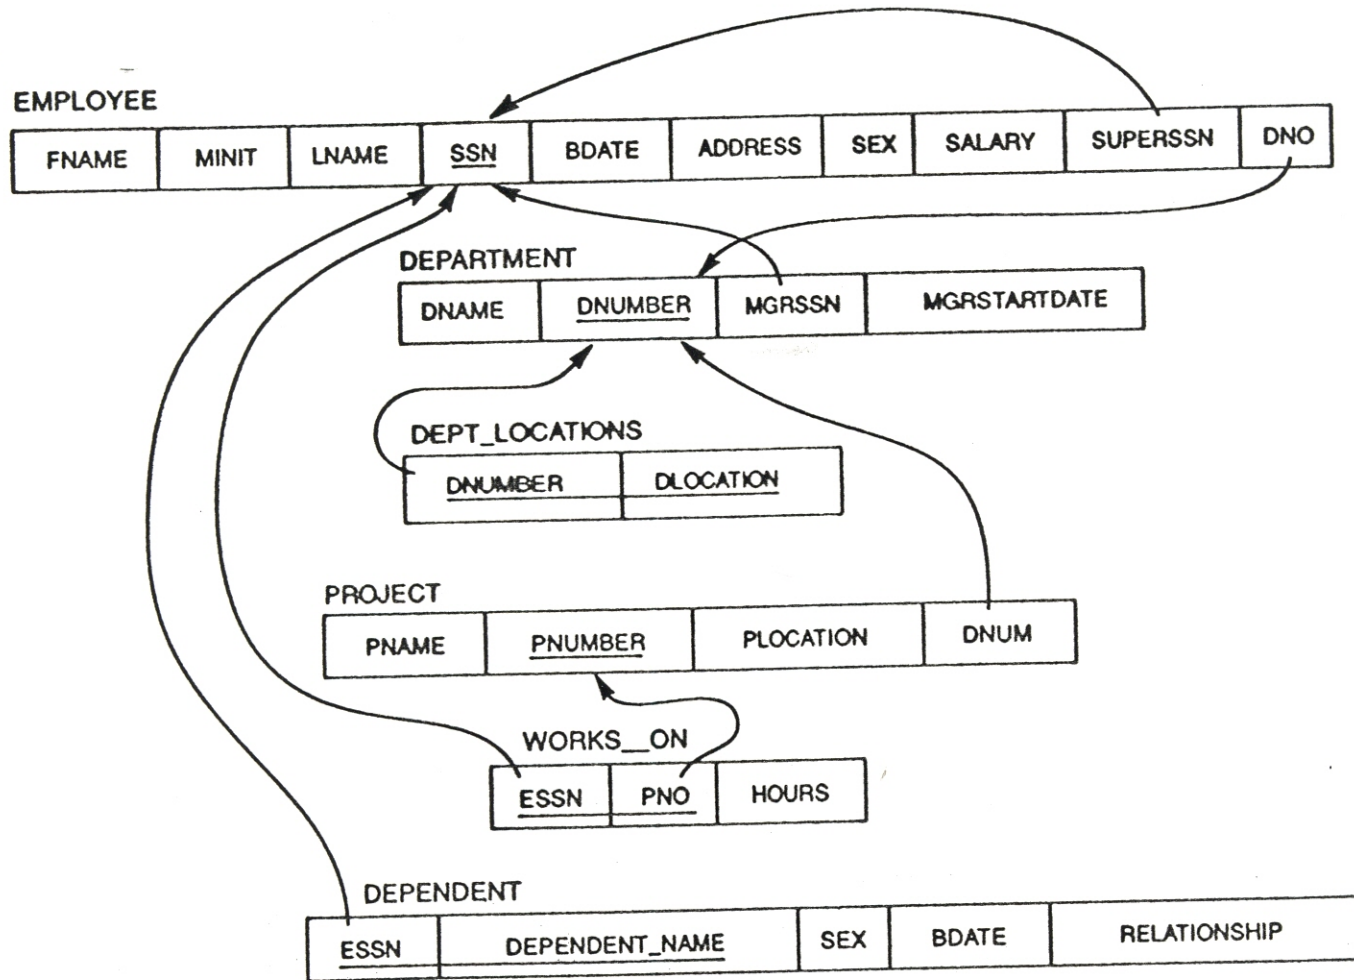 EMPLOYEE
FNAME MINIT LNAME SSN BDATE ADDRESS SEX SALARY SUPERSSN DNO
DEPARTMENT
DNAME DNUMBER MGRSSN MGRSTARTDATE
DEPT_LOCATIONS
DNUMBER DLOCATION
PROJECT
PNAME PNUMBER PLOCATION DNUM
WORKS__ON
ESSN PNO HOURS
DEPENDENT
ESSN DEPENDENT_NAME SEX BDATE RELATIONSHIP